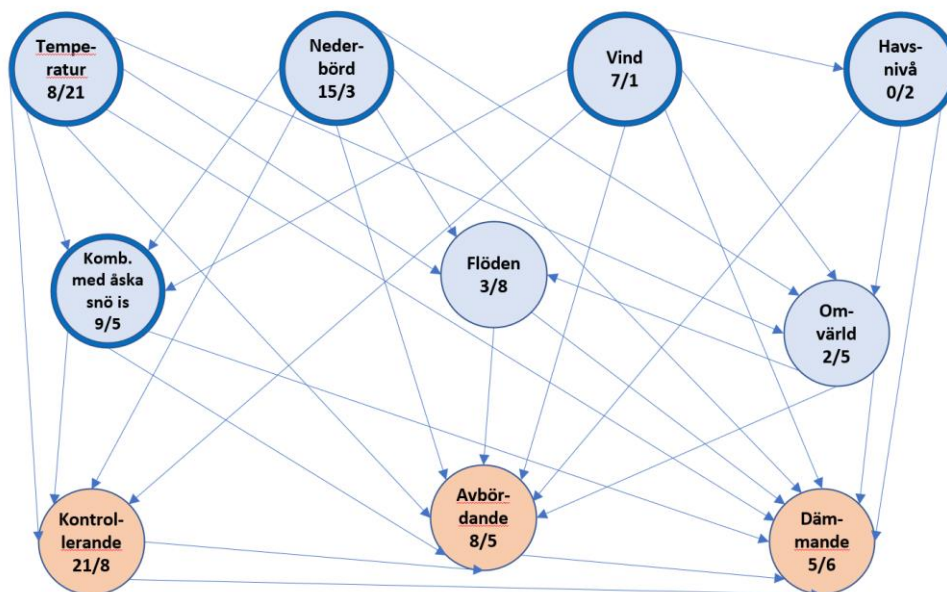 Tempe-
ratur
8/21
Neder-
börd
15/3
Vind
7/1
Havs-
nivå
0/2
Komb.
med åska
snö is
9/5
Flöden
3/8
Om-
värld
2/5
Kontrol-
lerande
21/8
Avbör-
dande
8/5
Däm-
mande
5/6